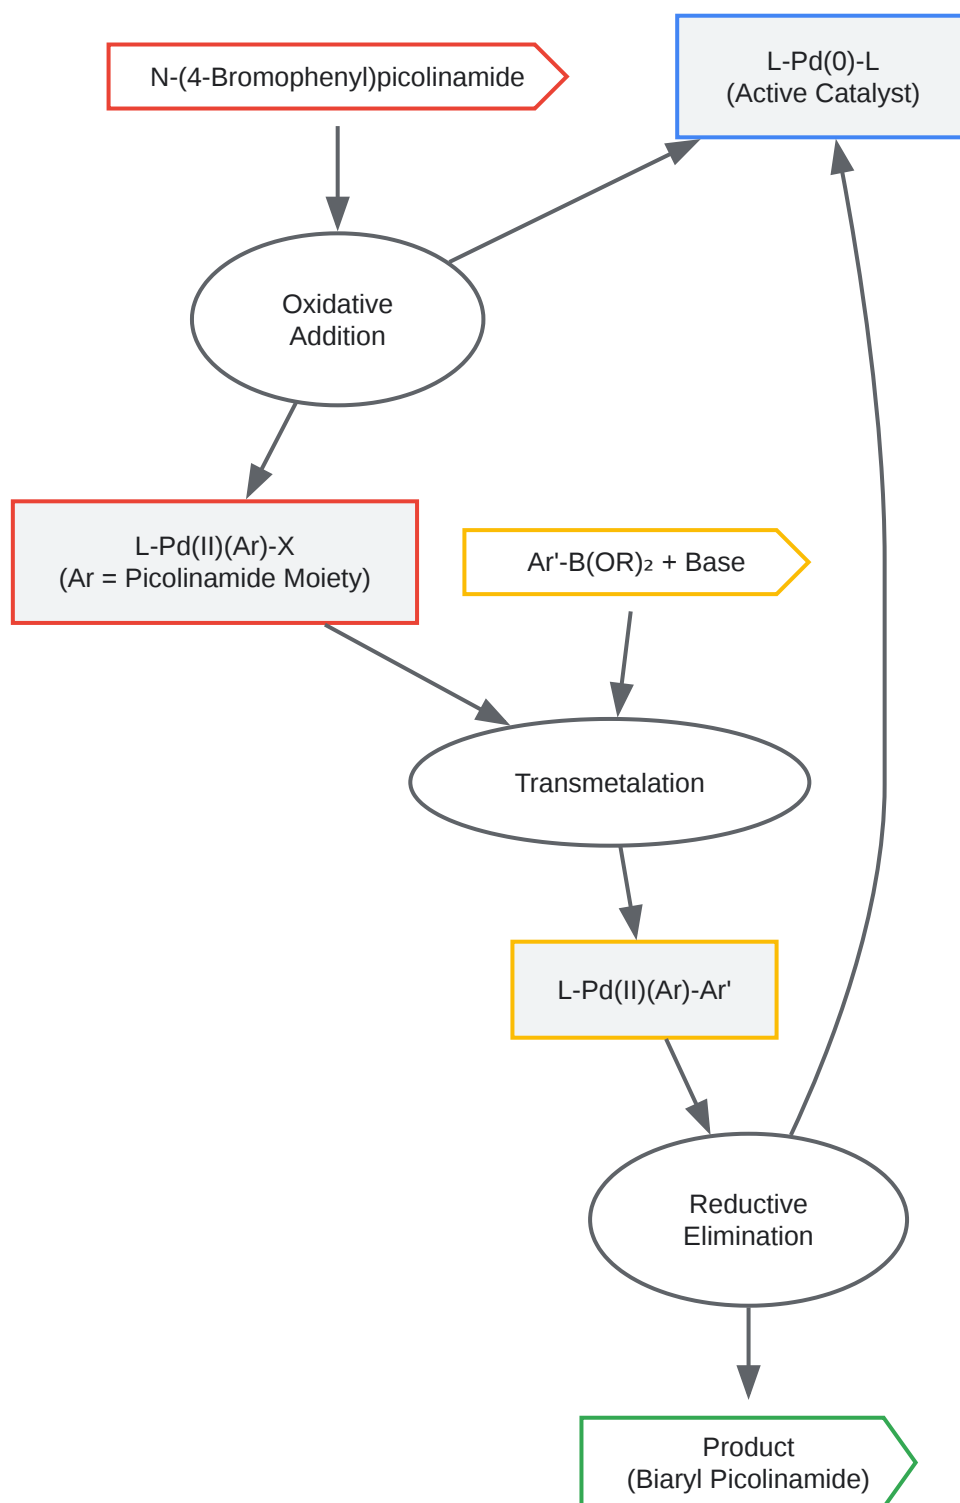 N-(4-Bromophenyl)picolinamide
L-Pd(0)-L
(Active Catalyst)
Oxidative
Addition
L-Pd(II)(Ar)-X
(Ar = Picolinamide Moiety)
Ar'-B(OR)₂ + Base
Transmetalation
L-Pd(II)(Ar)-Ar'
Reductive
Elimination
Product
(Biaryl Picolinamide)